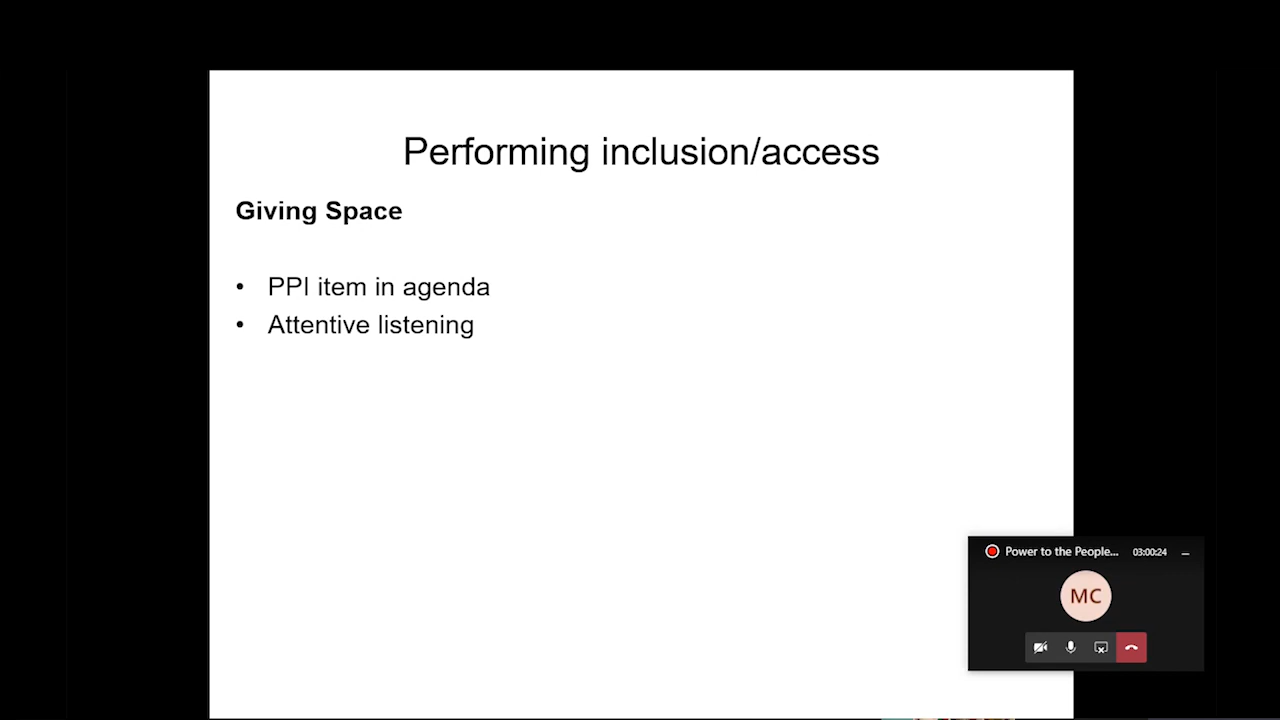 Performing inclusion/access
Giving Space
• PPI item in agenda
• Attentive listening
Power to the People... 03:00:24
MC